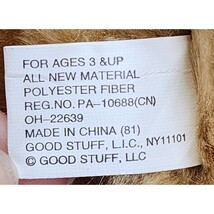 FOR AGES 3 &UP
ALL NEW MATERIAL
POLYESTER FIBER
REG.NO. PA-10688(CN)
OH-22639
MADE IN CHINA (81)
GOOD STUFF, L.I.C., NY11101
© GOOD STUFF, LLC